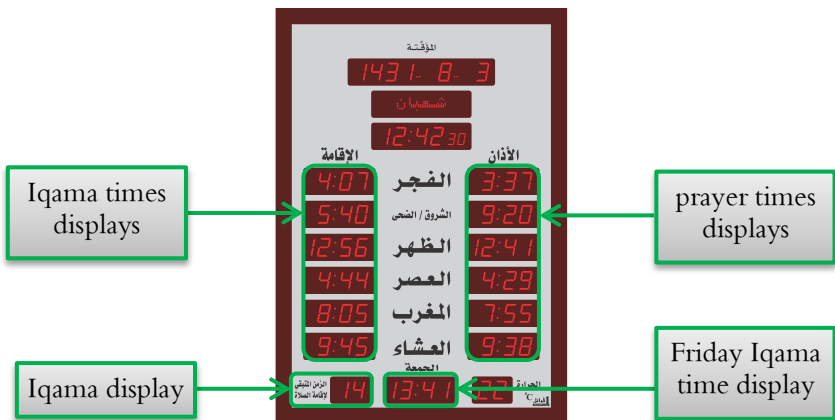 المؤقتة
1431.. 8.. 3
شعبان
12:42 30
الأذان الإقامة
3:37 الفجر 4:07
9:20 الشروق / الضحى 5:40
12:41 الظهر 12:56
4:29 العصر 4:44
7:55 المغرب 8:05
9:38 العشاء 9:45
الجمعة
الحرارة
°C 22
13:41
14
الزمن المتبقي
لإقامة الصلاة
Iqama times
displays
prayer times
displays
Iqama display
Friday Iqama
time display